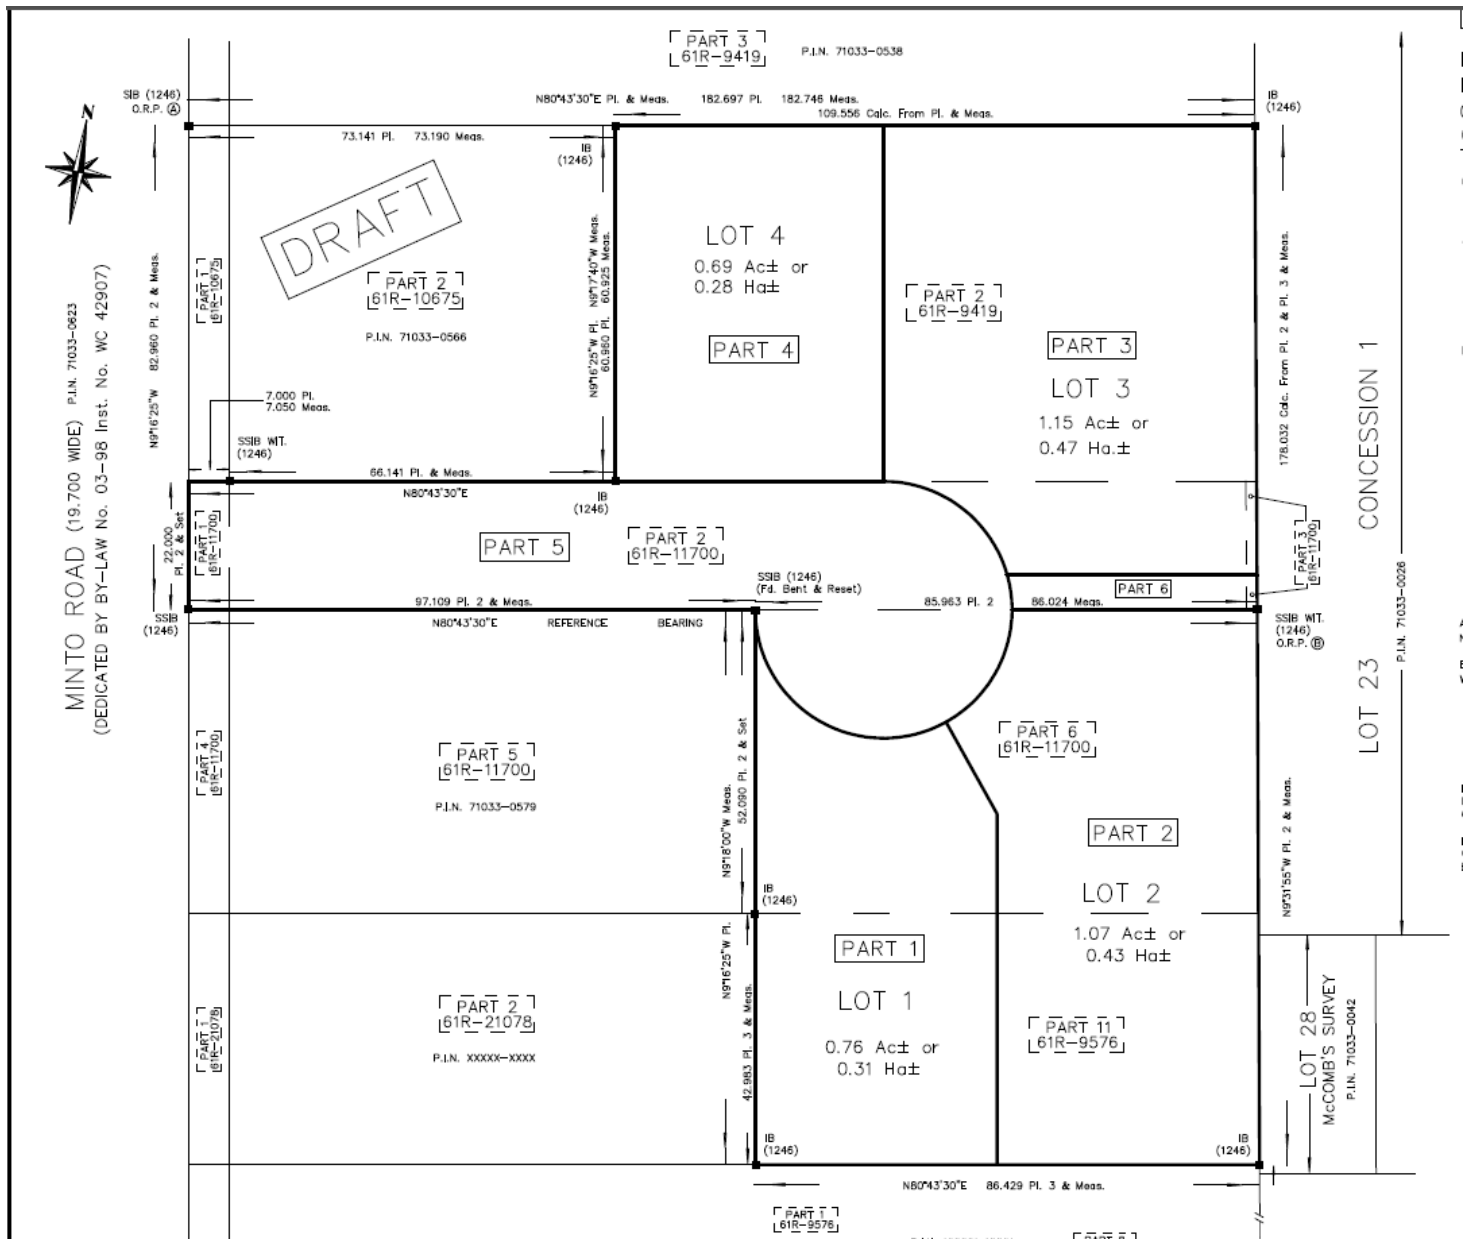 PART 3
61R-9419
P.I.N. 71033-0538
SIB (1246)
O.R.P. Ⓐ
N80°43'30"E Pl. & Meas. 182.697 Pl. 182.746 Meas.
IB
(1246)
109.556 Calc. From Pl. & Meas.
73.141 Pl. 73.190 Meas.
IB
(1246)
N
DRAFT
LOT 4
0.69 Ac± or
0.28 Ha±
PART 4
PART 2
61R-9419
PART 3
LOT 3
1.15 Ac± or
0.47 Ha.±
PART 1
61R-10675
PART 2
61R-10675
P.I.N. 71033-0566
N9°16'25"W 82.960 Pl. 2 & Meas.
N9°16'25"W Pl. N9°17'40"W Meas.
60.960 Pl. 60.925 Meas.
178.032 Calc. From Pl. 2 & Pl. 3 & Meas.
7.000 Pl.
7.050 Meas.
SSIB WIT.
(1246)
66.141 Pl. & Meas.
N80°43'30"E
IB
(1246)
MINTO ROAD (19.700 WIDE) P.I.N. 71033-0623
(DEDICATED BY BY-LAW No. 03-98 Inst. No. WC 42907)
22.000
Pl. 2 & Set
PART 1
61R-11700
PART 5
PART 2
61R-11700
SSIB (1246)
(Fd. Bent & Reset)
PART 3
61R-11700
PART 6
97.109 Pl. 2 & Meas.
85.963 Pl. 2
86.024 Meas.
SSIB
(1246)
N80°43'30"E REFERENCE BEARING
SSIB WIT.
(1246)
O.R.P. Ⓑ
LOT 23 CONCESSION 1
P.I.N. 71033-0026
PART 4
61R-11700
PART 5
61R-11700
P.I.N. 71033-0579
52.090 Pl. 2 & Set
N9°16'25"W Pl. N9°18'00"W Meas.
PART 6
61R-11700
PART 2
LOT 2
1.07 Ac± or
0.43 Ha±
N9°31'55"W Pl. 2 & Meas.
IB
(1246)
PART 1
LOT 1
0.76 Ac± or
0.31 Ha±
PART 11
61R-9576
PART 1
61R-21078
PART 2
61R-21078
P.I.N. XXXXX-XXXX
42.983 Pl. 3 & Meas.
LOT 28
McCOMB'S SURVEY
P.I.N. 71033-0042
IB
(1246)
IB
(1246)
N80°43'30"E 86.429 Pl. 3 & Meas.
PART 1
61R-9576